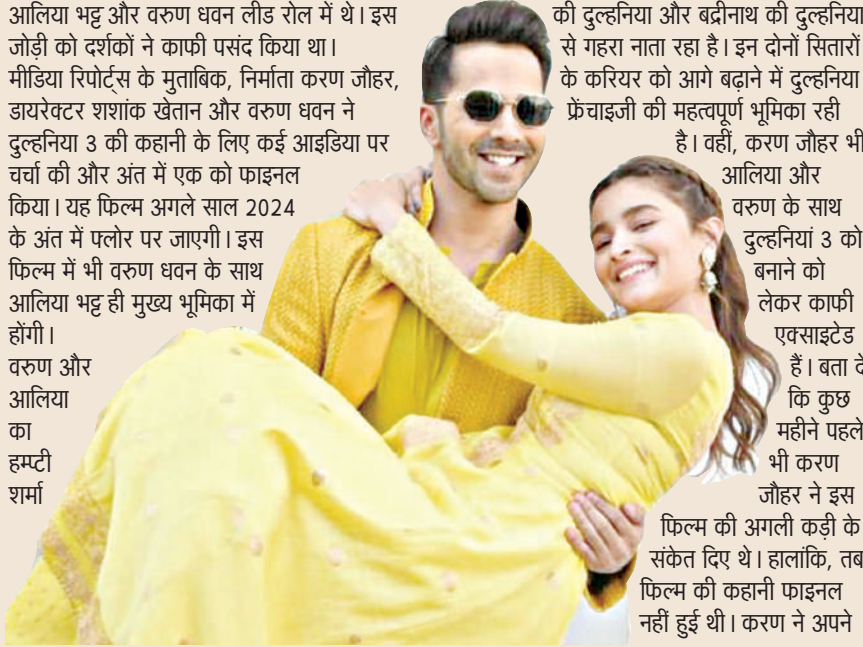 आलिया भट्ट और वरुण धवन लीड रोल में थे। इस
जोड़ी को दर्शकों ने काफी पसंद किया था।
मीडिया रिपोर्ट्स के मुताबिक, निर्माता करण जौहर,
डायरेक्टर शशांक खेतान और वरुण धवन ने
दुल्हनिया 3 की कहानी के लिए कई आइडिया पर
चर्चा की और अंत में एक को फाइनल
किया। यह फिल्म अगले साल 2024
के अंत में फ्लोर पर जाएगी। इस
फिल्म में भी वरुण धवन के साथ
आलिया भट्ट ही मुख्य भूमिका में
होंगी।
वरुण और
आलिया
का
हम्प्टी
शर्मा
की दुल्हनिया और बद्रीनाथ की दुल्हनिया
से गहरा नाता रहा है। इन दोनों सितारों
के करियर को आगे बढ़ाने में दुल्हनिया
फ्रेंचाइजी की महत्वपूर्ण भूमिका रही
है। वहीं, करण जौहर भी
आलिया और
वरुण के साथ
दुल्हनियां 3 को
बनाने को
लेकर काफी
एक्साइटेड
हैं। बता दें
कि कुछ
महीने पहले
भी करण
जौहर ने इस
फिल्म की अगली कड़ी के
संकेत दिए थे। हालांकि, तब
फिल्म की कहानी फाइनल
नहीं हुई थी। करण ने अपने